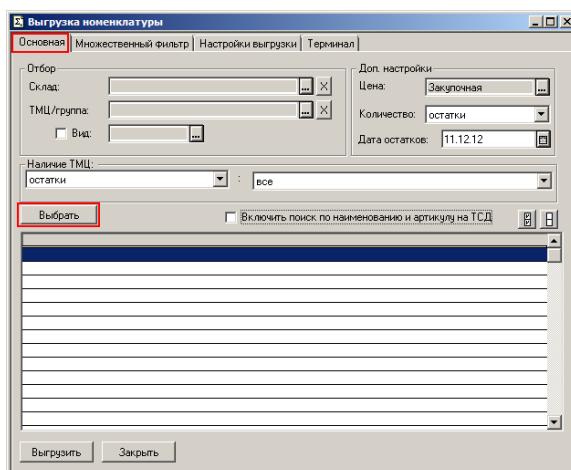 Выгрузка номенклатуры
Основная Множественный фильтр Настройки выгрузки Терминал
Отбор
Склад: ... X
ТМЦ/группа: ... X
Вид: ...
Доп. настройки
Цена: Закупочная ...
Количество: остатки
Дата остатков: 11.12.12
Наличие ТМЦ:
остатки : все
Выбрать Включить поиск по наименованию и артикулу на ТСД
Выгрузить Закрыть